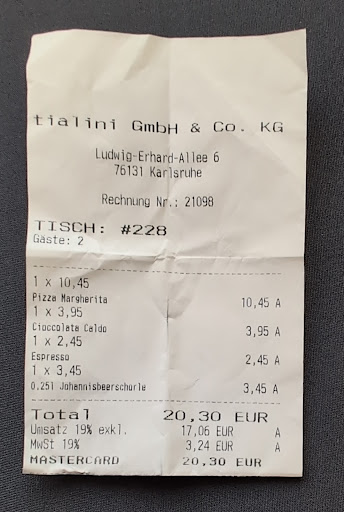 tialini GmbH & Co. KG
Ludwig-Erhard-Allee 6
76131 Karlsruhe
Rechnung Nr.: 21098
TISCH: #228
Gäste: 2
1 x 10,45
Pizza Margherita 10,45 A
1 x 3,95
Cioccolata Caldo 3,95 A
1 x 2,45
Espresso 2,45 A
1 x 3,45
0.25l Johannisbeerschorle 3,45 A
Total 20,30 EUR
Umsatz 19% exkl. 17,06 EUR A
MwSt 19% 3,24 EUR A
MASTERCARD 20,30 EUR